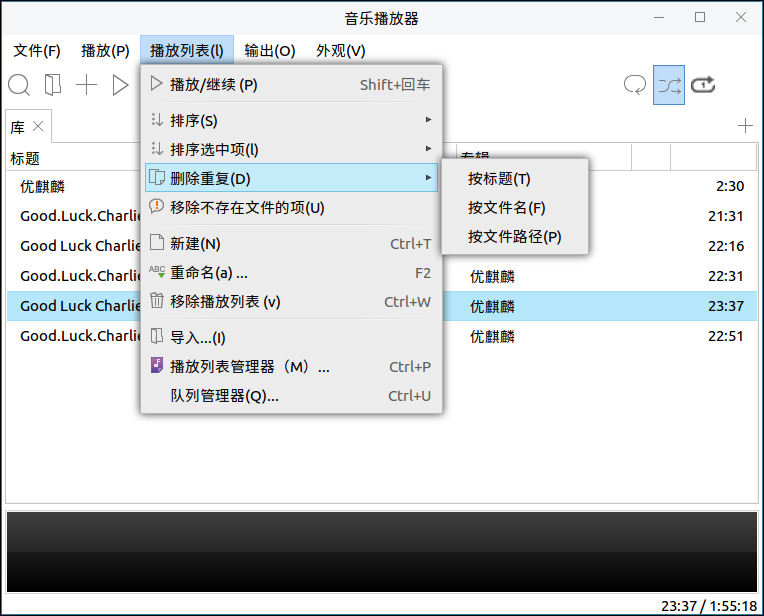 音乐播放器
文件(F) 播放(P) 播放列表(l) 输出(O) 外观(V)
播放/继续 (P) Shift+回车
排序(S)
排序选中项(l)
删除重复(D)
移除不存在文件的项(U)
新建(N) Ctrl+T
重命名(a) ... F2
移除播放列表 (v) Ctrl+W
导入...(I)
播放列表管理器（M）... Ctrl+P
队列管理器(Q)... Ctrl+U
按标题(T)
按文件名(F)
按文件路径(P)
库
标题 专辑
优麒麟 2:30
Good.Luck.Charlie 21:31
Good Luck Charlie 22:16
Good.Luck.Charlie 优麒麟 22:31
Good Luck Charlie 优麒麟 23:37
Good.Luck.Charlie 优麒麟 22:51
23:37 / 1:55:18